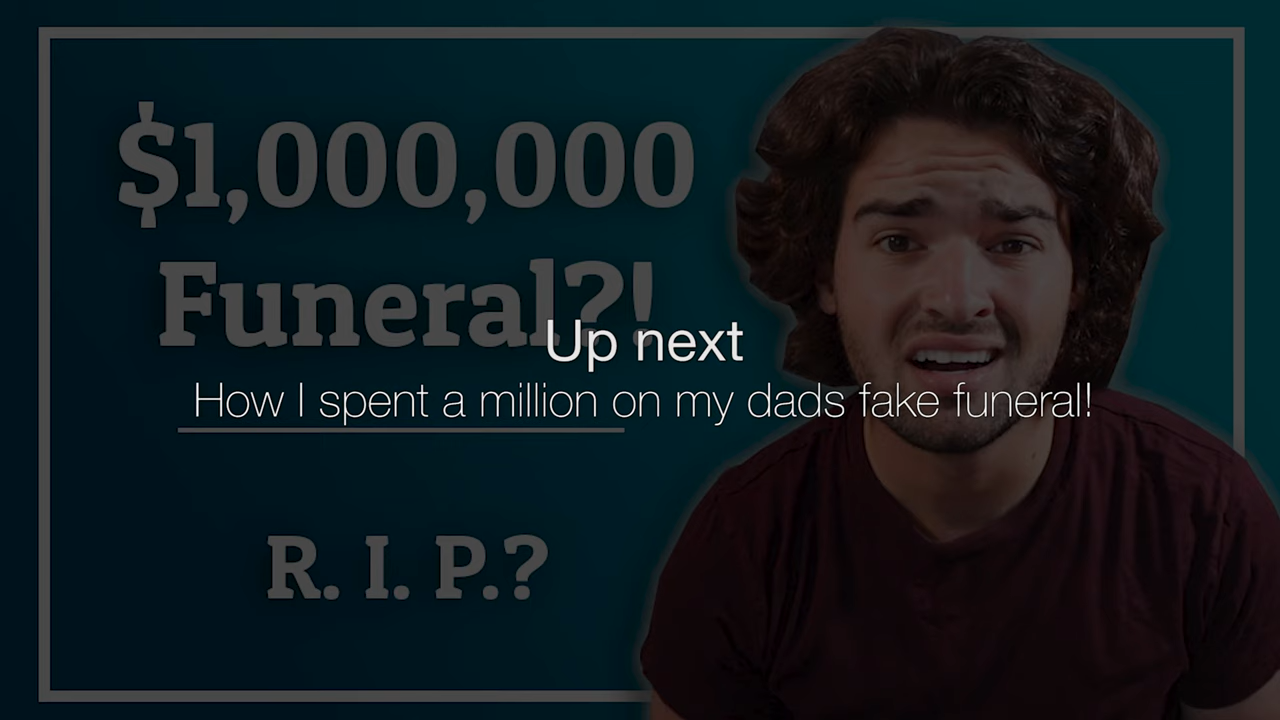 $1,000,000
Funeral?!
Up next
How I spent a million on my dads fake funeral!
R. I. P.?